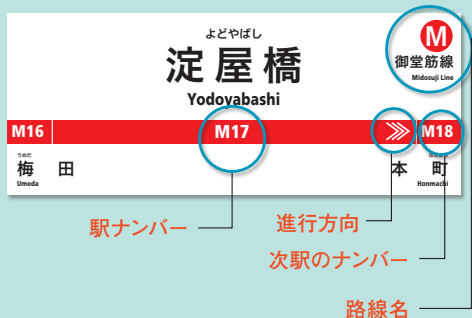 よどやばし
淀屋橋
Yodoyabashi
M
御堂筋線
Midosuji Line
M16
M17
M18
うめだ
梅田
Umeda
本町
Honmachi
駅ナンバー
進行方向
次駅のナンバー
路線名